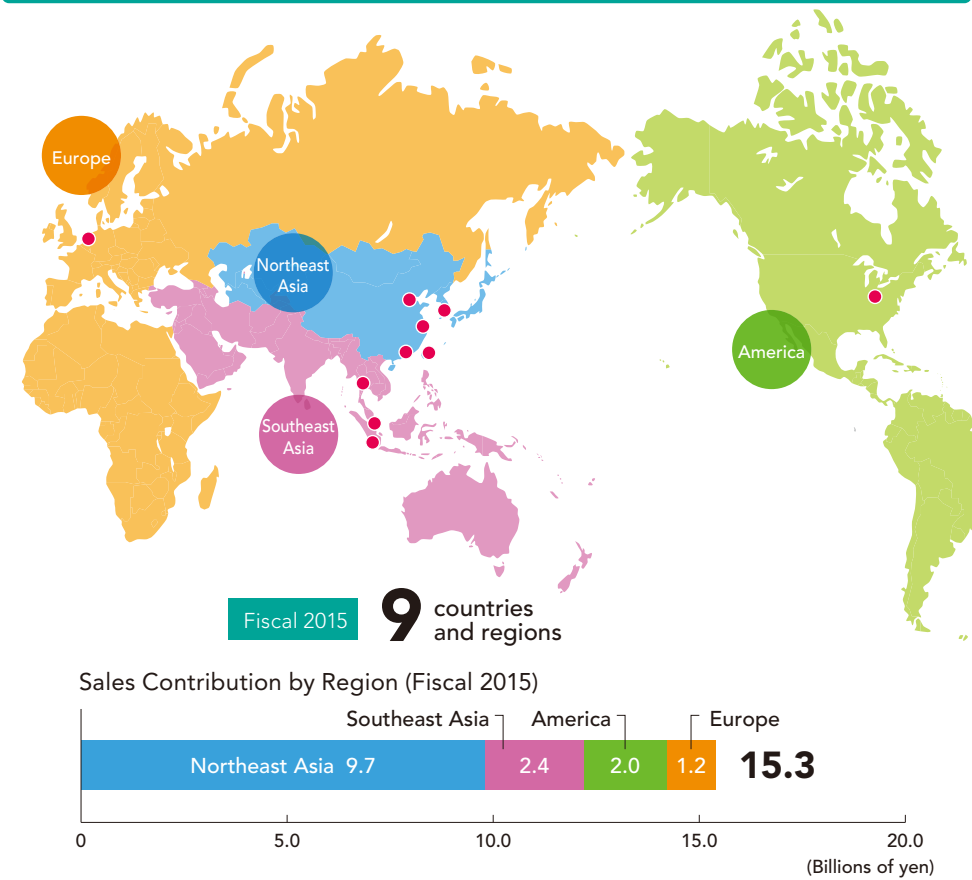 Europe
Northeast
Asia
America
Southeast
Asia
Fiscal 2015
9 countries
and regions
Sales Contribution by Region (Fiscal 2015)
Southeast Asia America Europe
Northeast Asia 9.7 2.4 2.0 1.2 15.3
0 5.0 10.0 15.0 20.0
(Billions of yen)